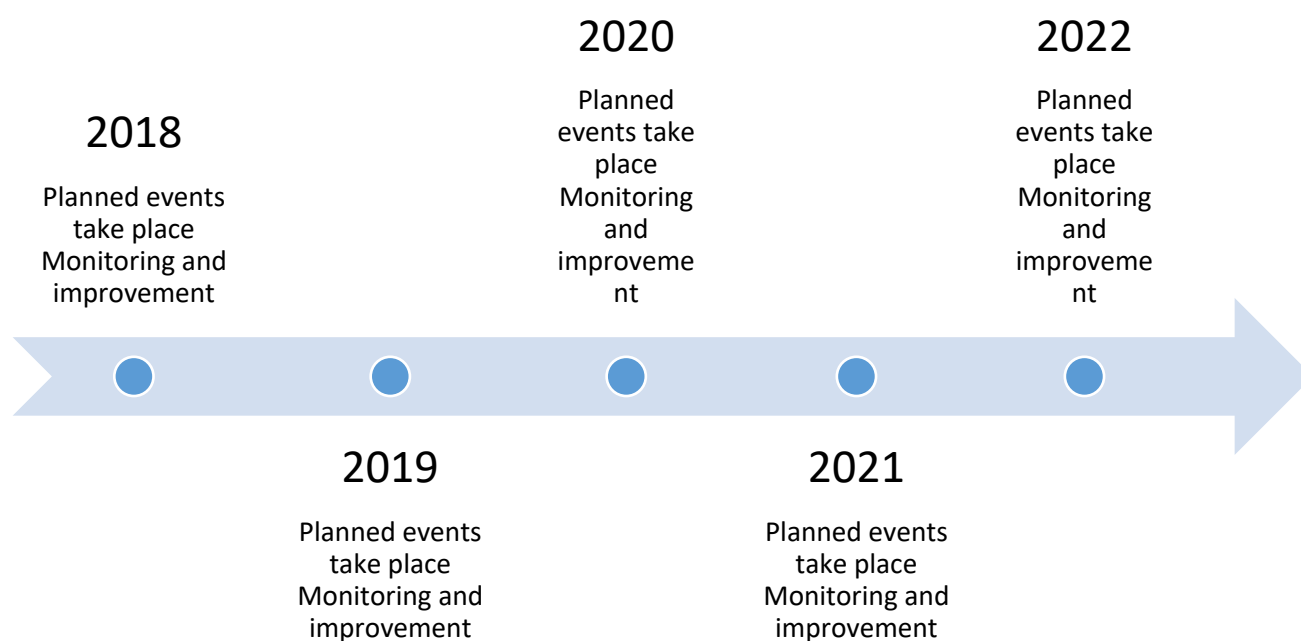 2018
Planned events
take place
Monitoring and
improvement
2019
Planned events
take place
Monitoring and
improvement
2020
Planned
events take
place
Monitoring
and
improveme
nt
2021
Planned events
take place
Monitoring and
improvement
2022
Planned
events take
place
Monitoring
and
improveme
nt